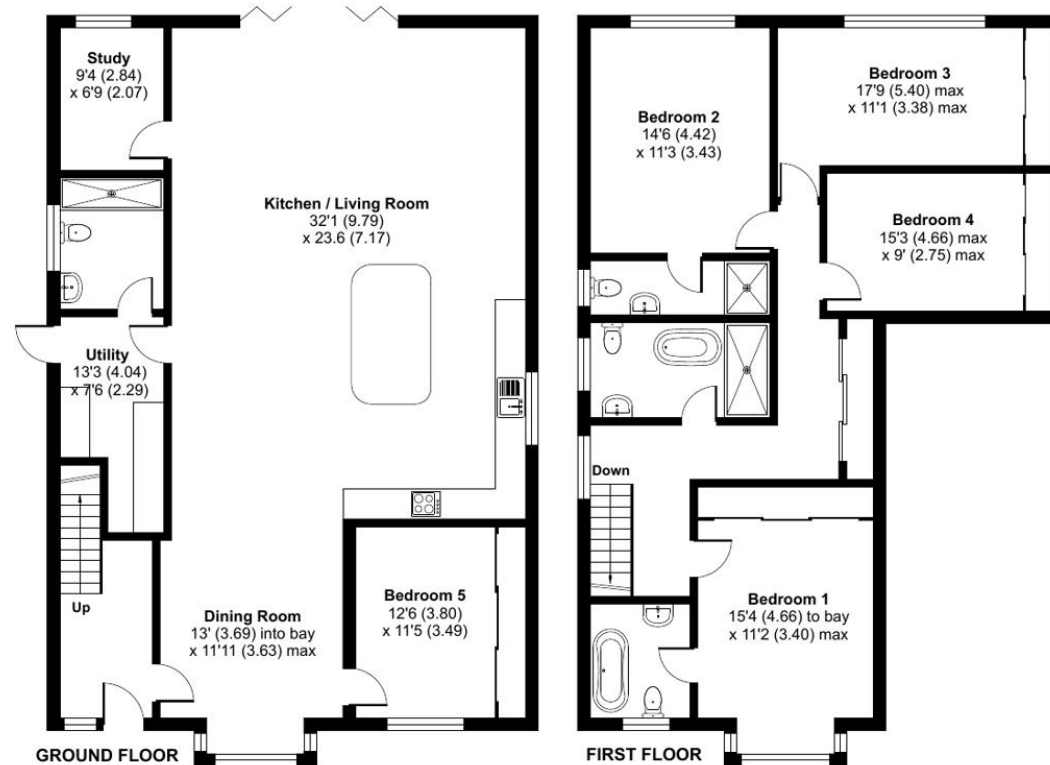 Study
9'4 (2.84)
x 6'9 (2.07)
Kitchen / Living Room
32'1 (9.79)
x 23.6 (7.17)
Utility
13'3 (4.04)
x 7'6 (2.29)
Up
Dining Room
13' (3.69) into bay
x 11'11 (3.63) max
Bedroom 5
12'6 (3.80)
x 11'5 (3.49)
GROUND FLOOR
Bedroom 2
14'6 (4.42)
x 11'3 (3.43)
Bedroom 3
17'9 (5.40) max
x 11'1 (3.38) max
Bedroom 4
15'3 (4.66) max
x 9' (2.75) max
Down
Bedroom 1
15'4 (4.66) to bay
x 11'2 (3.40) max
FIRST FLOOR